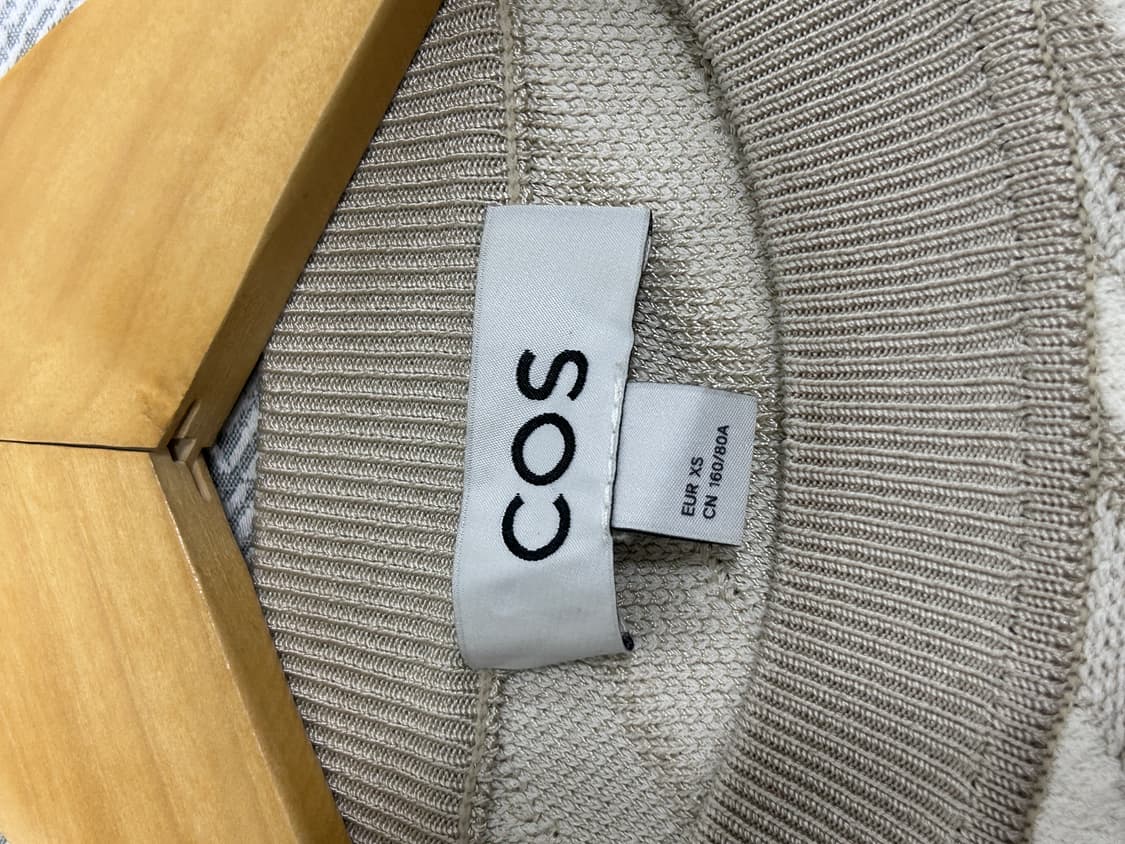 COS
EUR XS
CN 160/80A